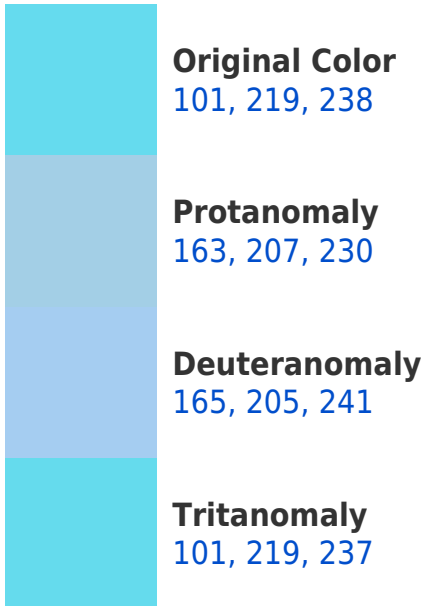 Original Color
101, 219, 238
Protanomaly
163, 207, 230
Deuteranomaly
165, 205, 241
Tritanomaly
101, 219, 237